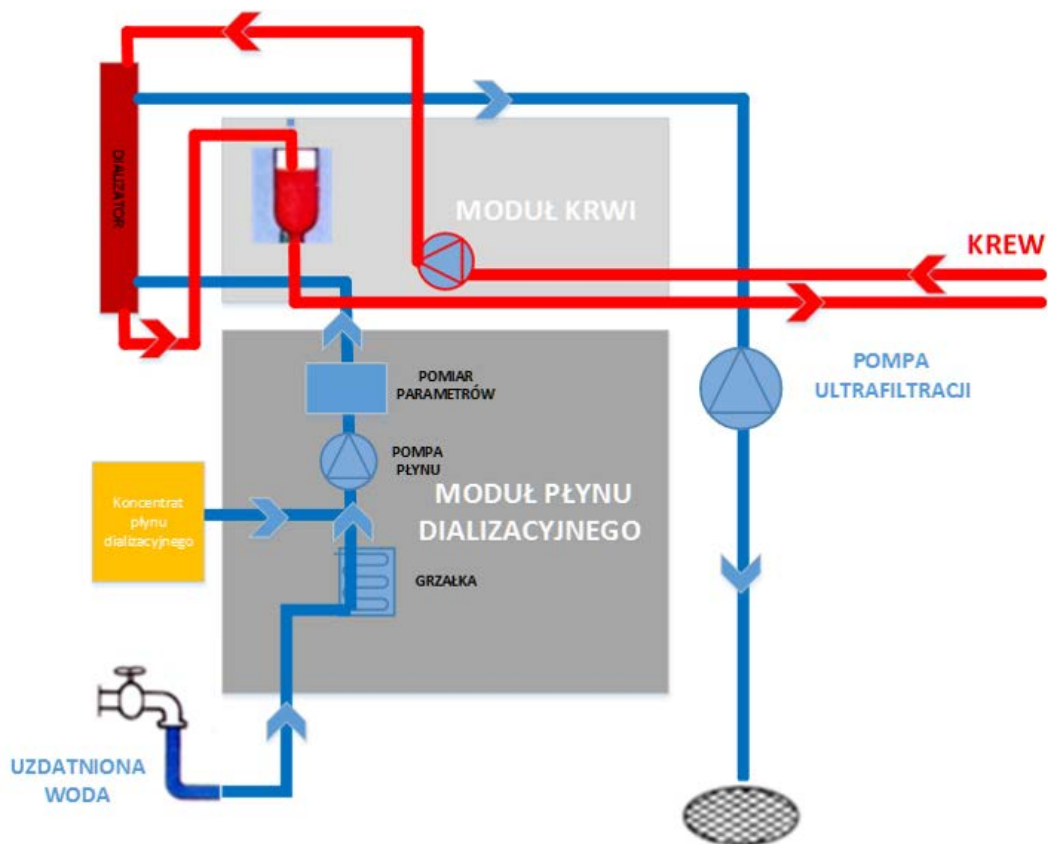 DIALIZATOR
MODUŁ KRWI
KREW
POMIAR
PARAMETRÓW
POMPA
ULTRAFILTRACJI
POMPA
PŁYNU
Koncentrat
płynu
dializacyjnego
MODUŁ PŁYNU
DIALIZACYJNEGO
GRZAŁKA
UZDATNIONA
WODA